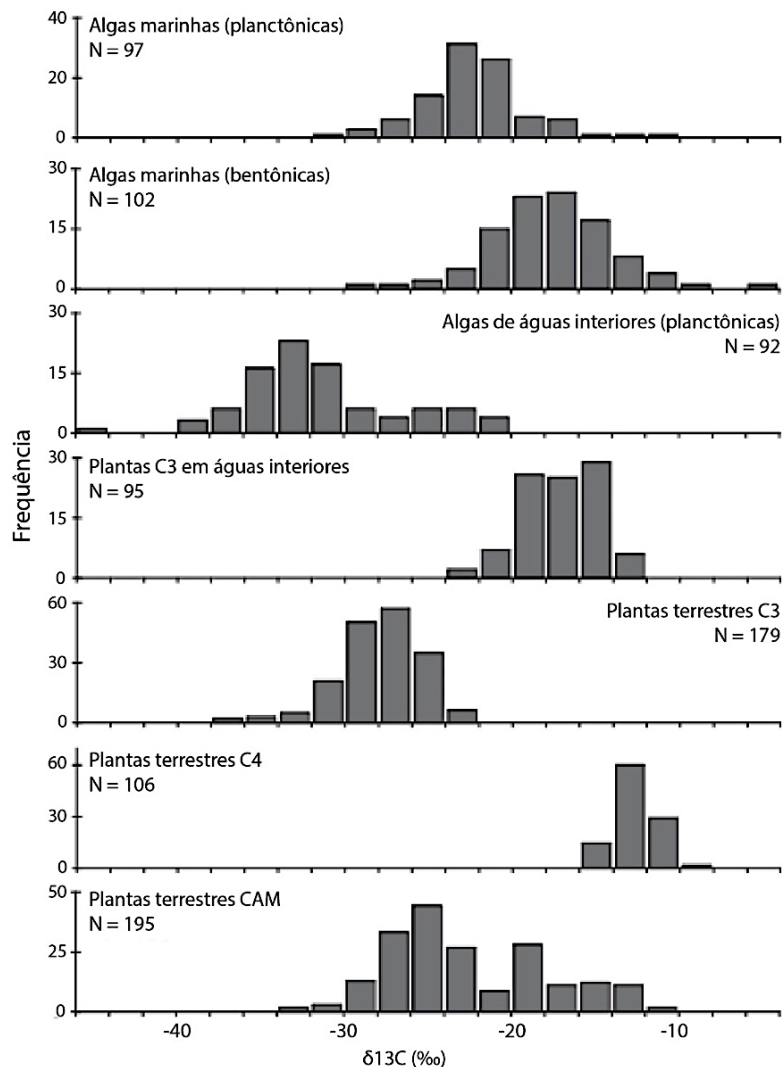 40
20
0
Algas marinhas (planctônicas)
N = 97
30
15
0
Algas marinhas (bentônicas)
N = 102
30
15
0
Algas de águas interiores (planctônicas)
N = 92
Frequência
30
15
0
Plantas C3 em águas interiores
N = 95
60
30
0
Plantas terrestres C3
N = 179
60
30
0
Plantas terrestres C4
N = 106
50
25
0
Plantas terrestres CAM
N = 195
-40 -30 -20 -10
δ13C (‰)